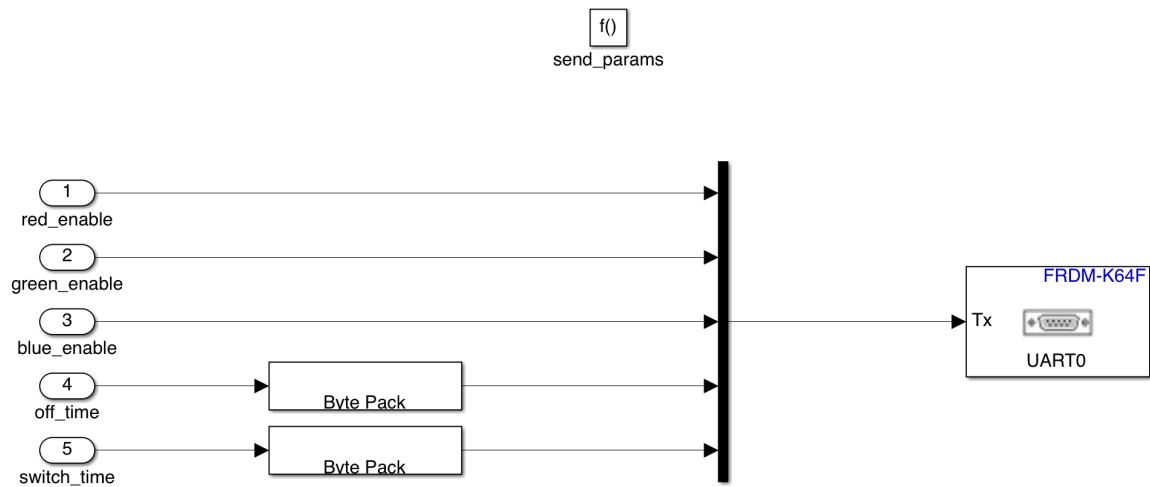 f()
send_params
1
red_enable
2
green_enable
3
blue_enable
4
off_time
Byte Pack
5
switch_time
Byte Pack
FRDM-K64F
Tx
UART0